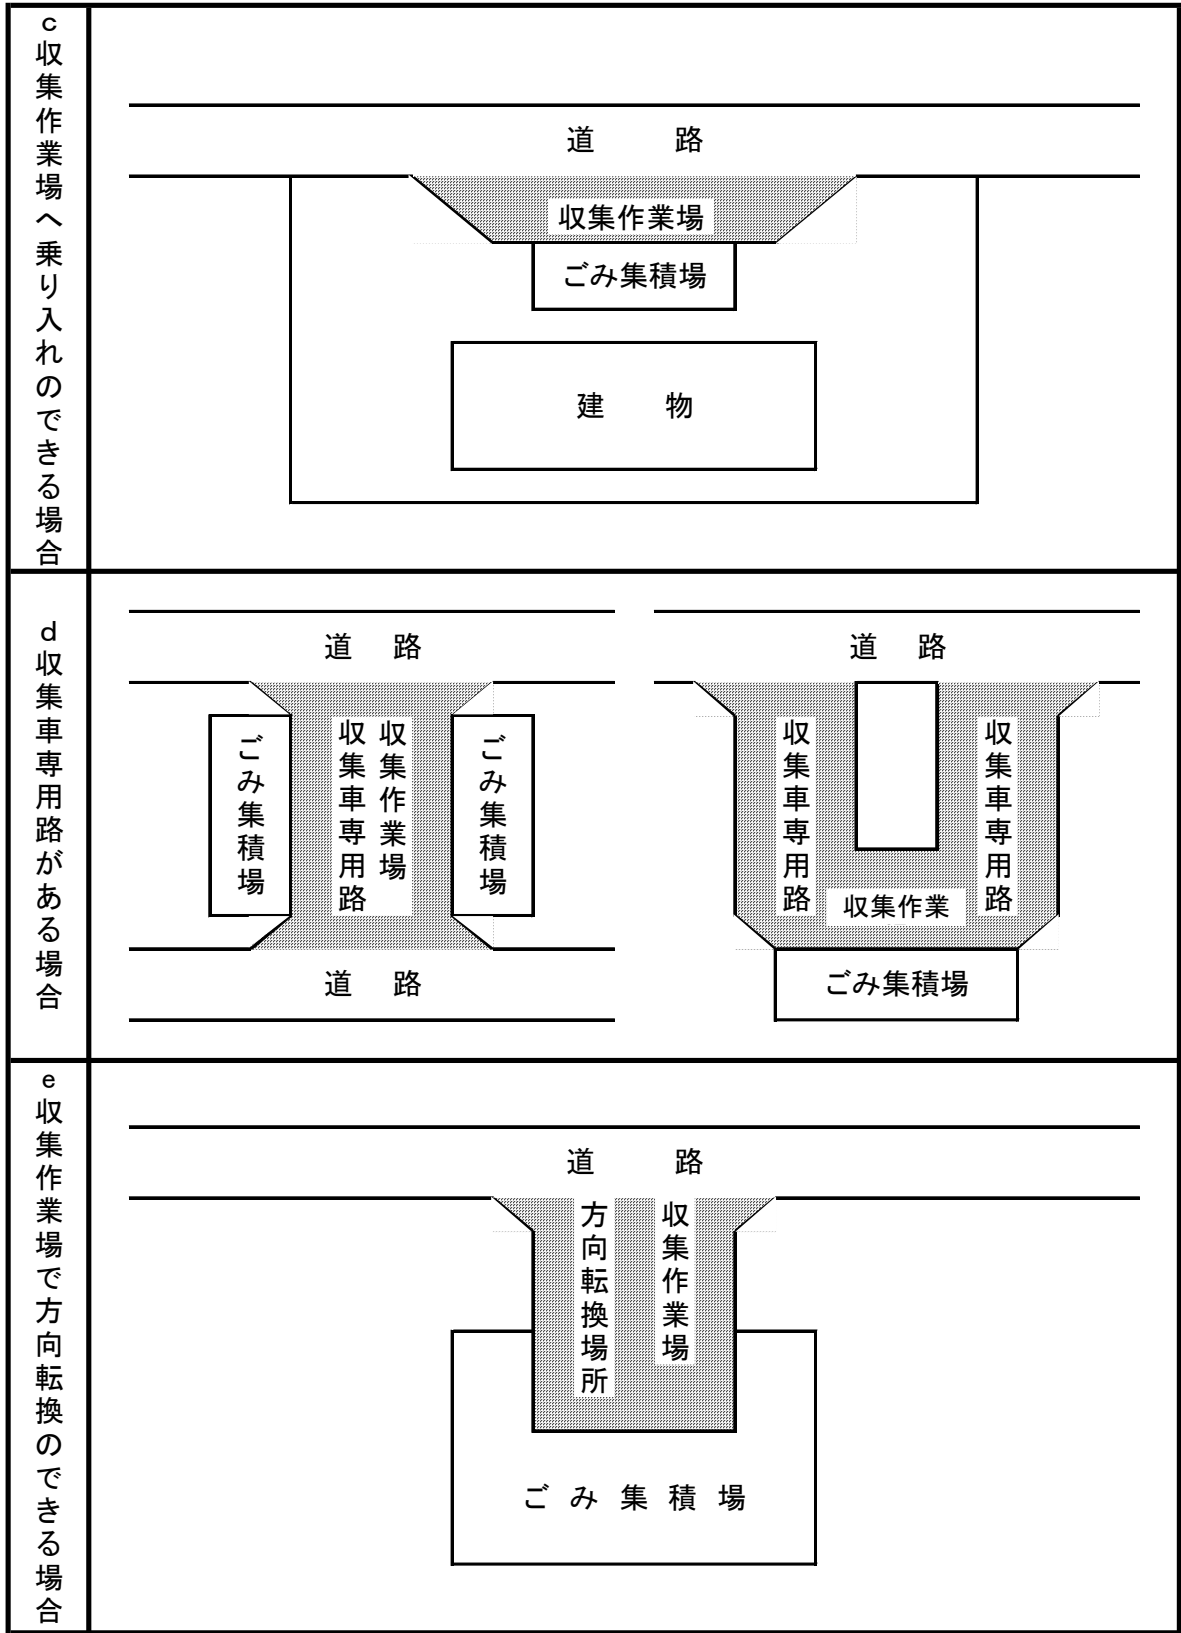 c収集作業場へ乗り入れのできる場合
道 路
収集作業場
ごみ集積場
建 物
d収集車専用路がある場合
道 路
ごみ集積場
収集車専用路
収集作業場
ごみ集積場
道 路
道 路
収集車専用路
収集車専用路
収集作業
ごみ集積場
e収集作業場で方向転換のできる場合
道 路
方向転換場所
収集作業場
ごみ集積場